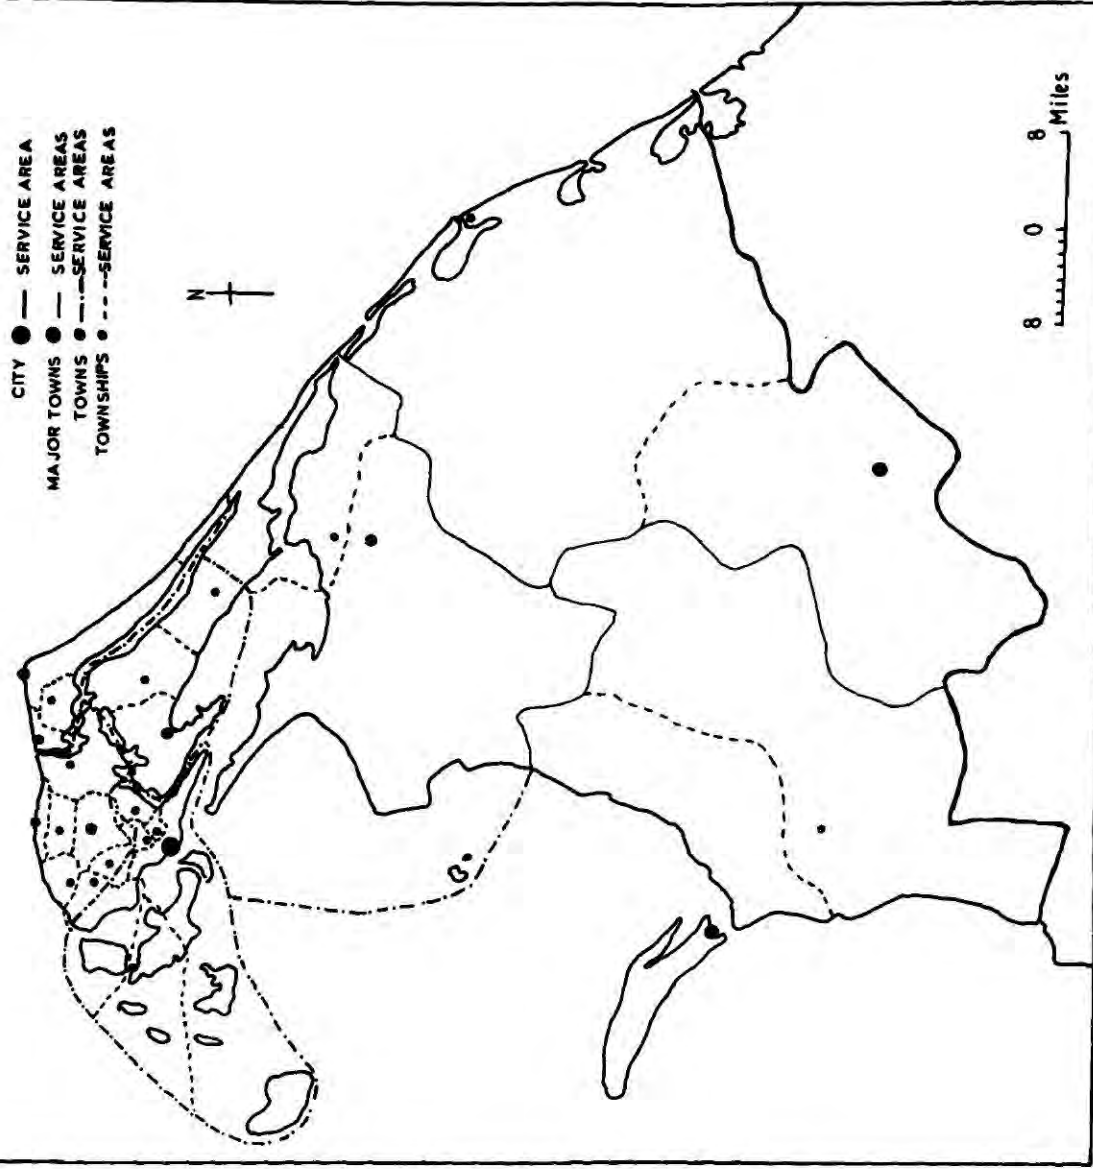 CITY ● — SERVICE AREA
MAJOR TOWNS ● — SERVICE AREAS
TOWNS ● —·— SERVICE AREAS
TOWNSHIPS ● --- SERVICE AREAS
N
8 0 8
Miles